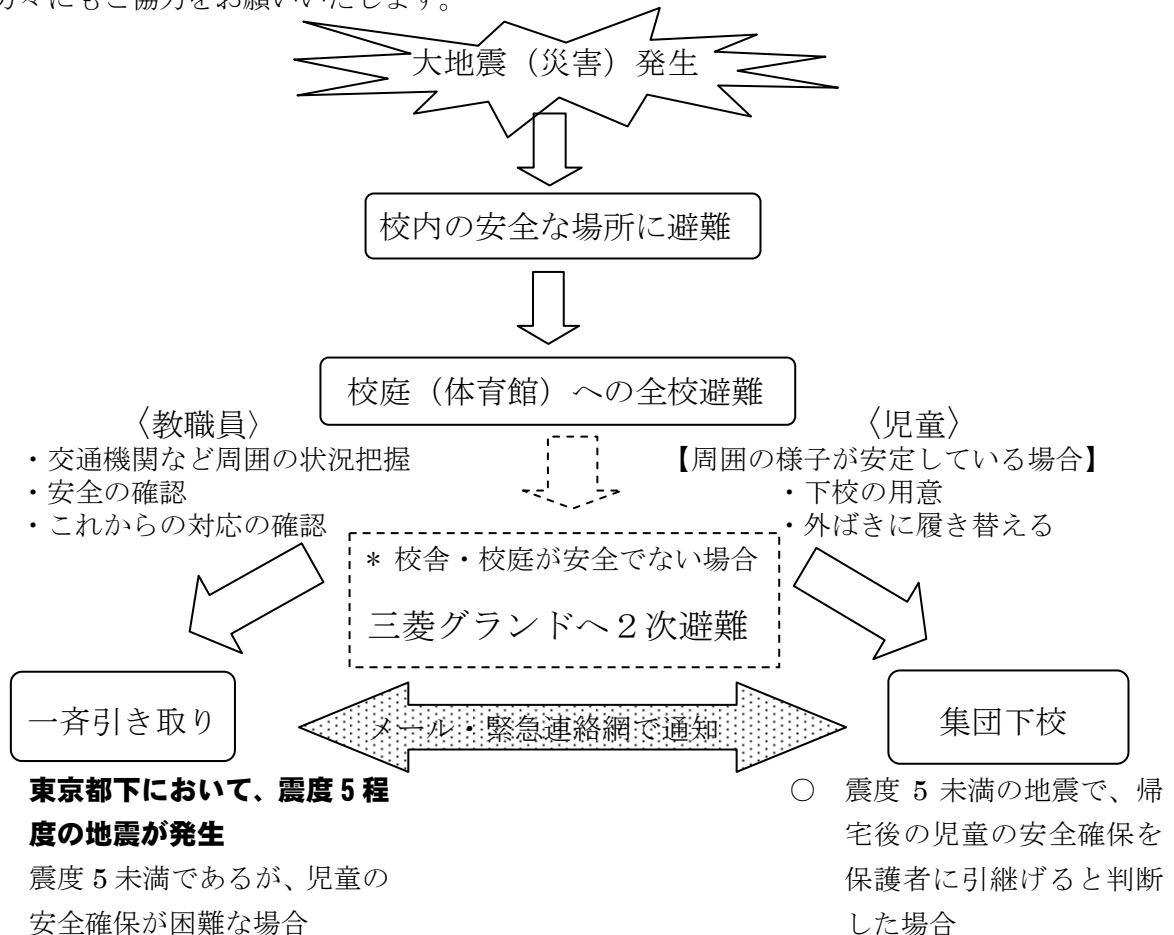 方々にもご協力をお願いいたします。
大地震（災害）発生
校内の安全な場所に避難
校庭（体育館）への全校避難
〈教職員〉
・交通機関など周囲の状況把握
・安全の確認
・これからの対応の確認
〈児童〉
【周囲の様子が安定している場合】
・下校の用意
・外ばきに履き替える
* 校舎・校庭が安全でない場合
三菱グランドへ２次避難
一斉引き取り
メール・緊急連絡網で通知
集団下校
東京都下において、震度５程
度の地震が発生
震度 5 未満であるが、児童の
安全確保が困難な場合
○ 震度 5 未満の地震で、帰
宅後の児童の安全確保を
保護者に引継げると判断
した場合